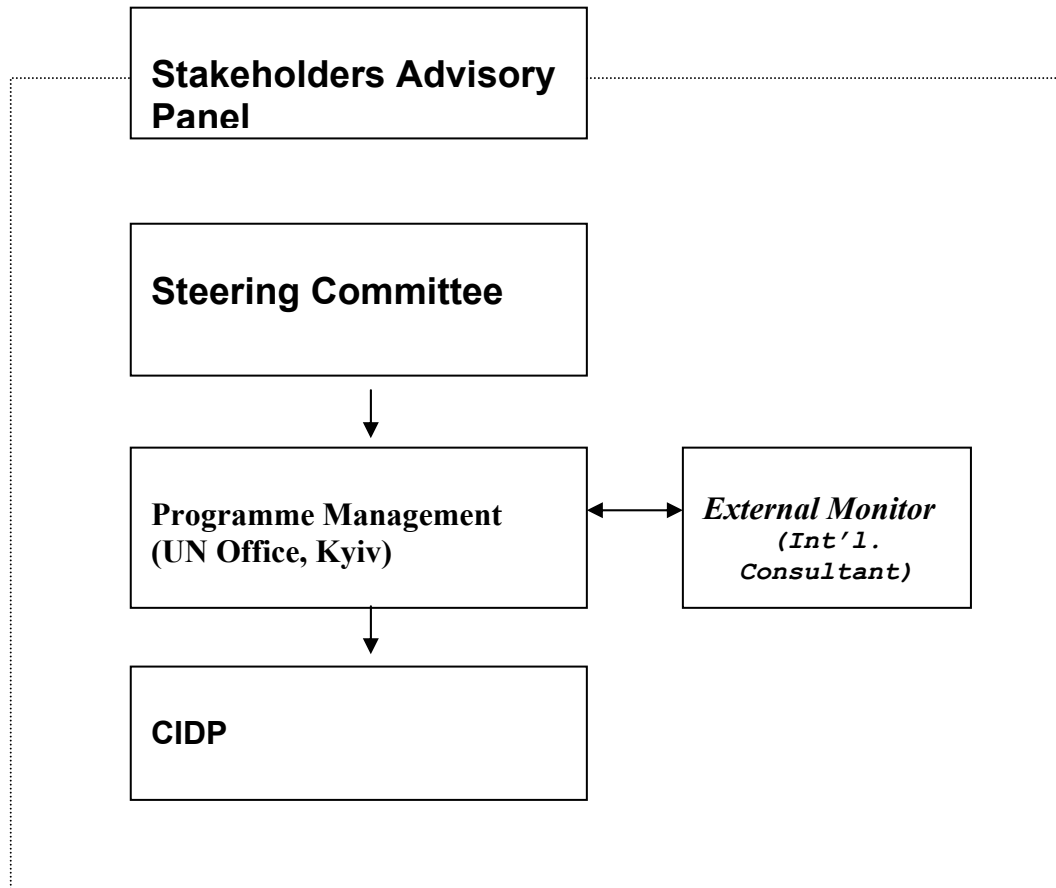 Stakeholders Advisory
Panel
Steering Committee
Programme Management
(UN Office, Kyiv)
External Monitor
(Int’l.
Consultant)
CIDP